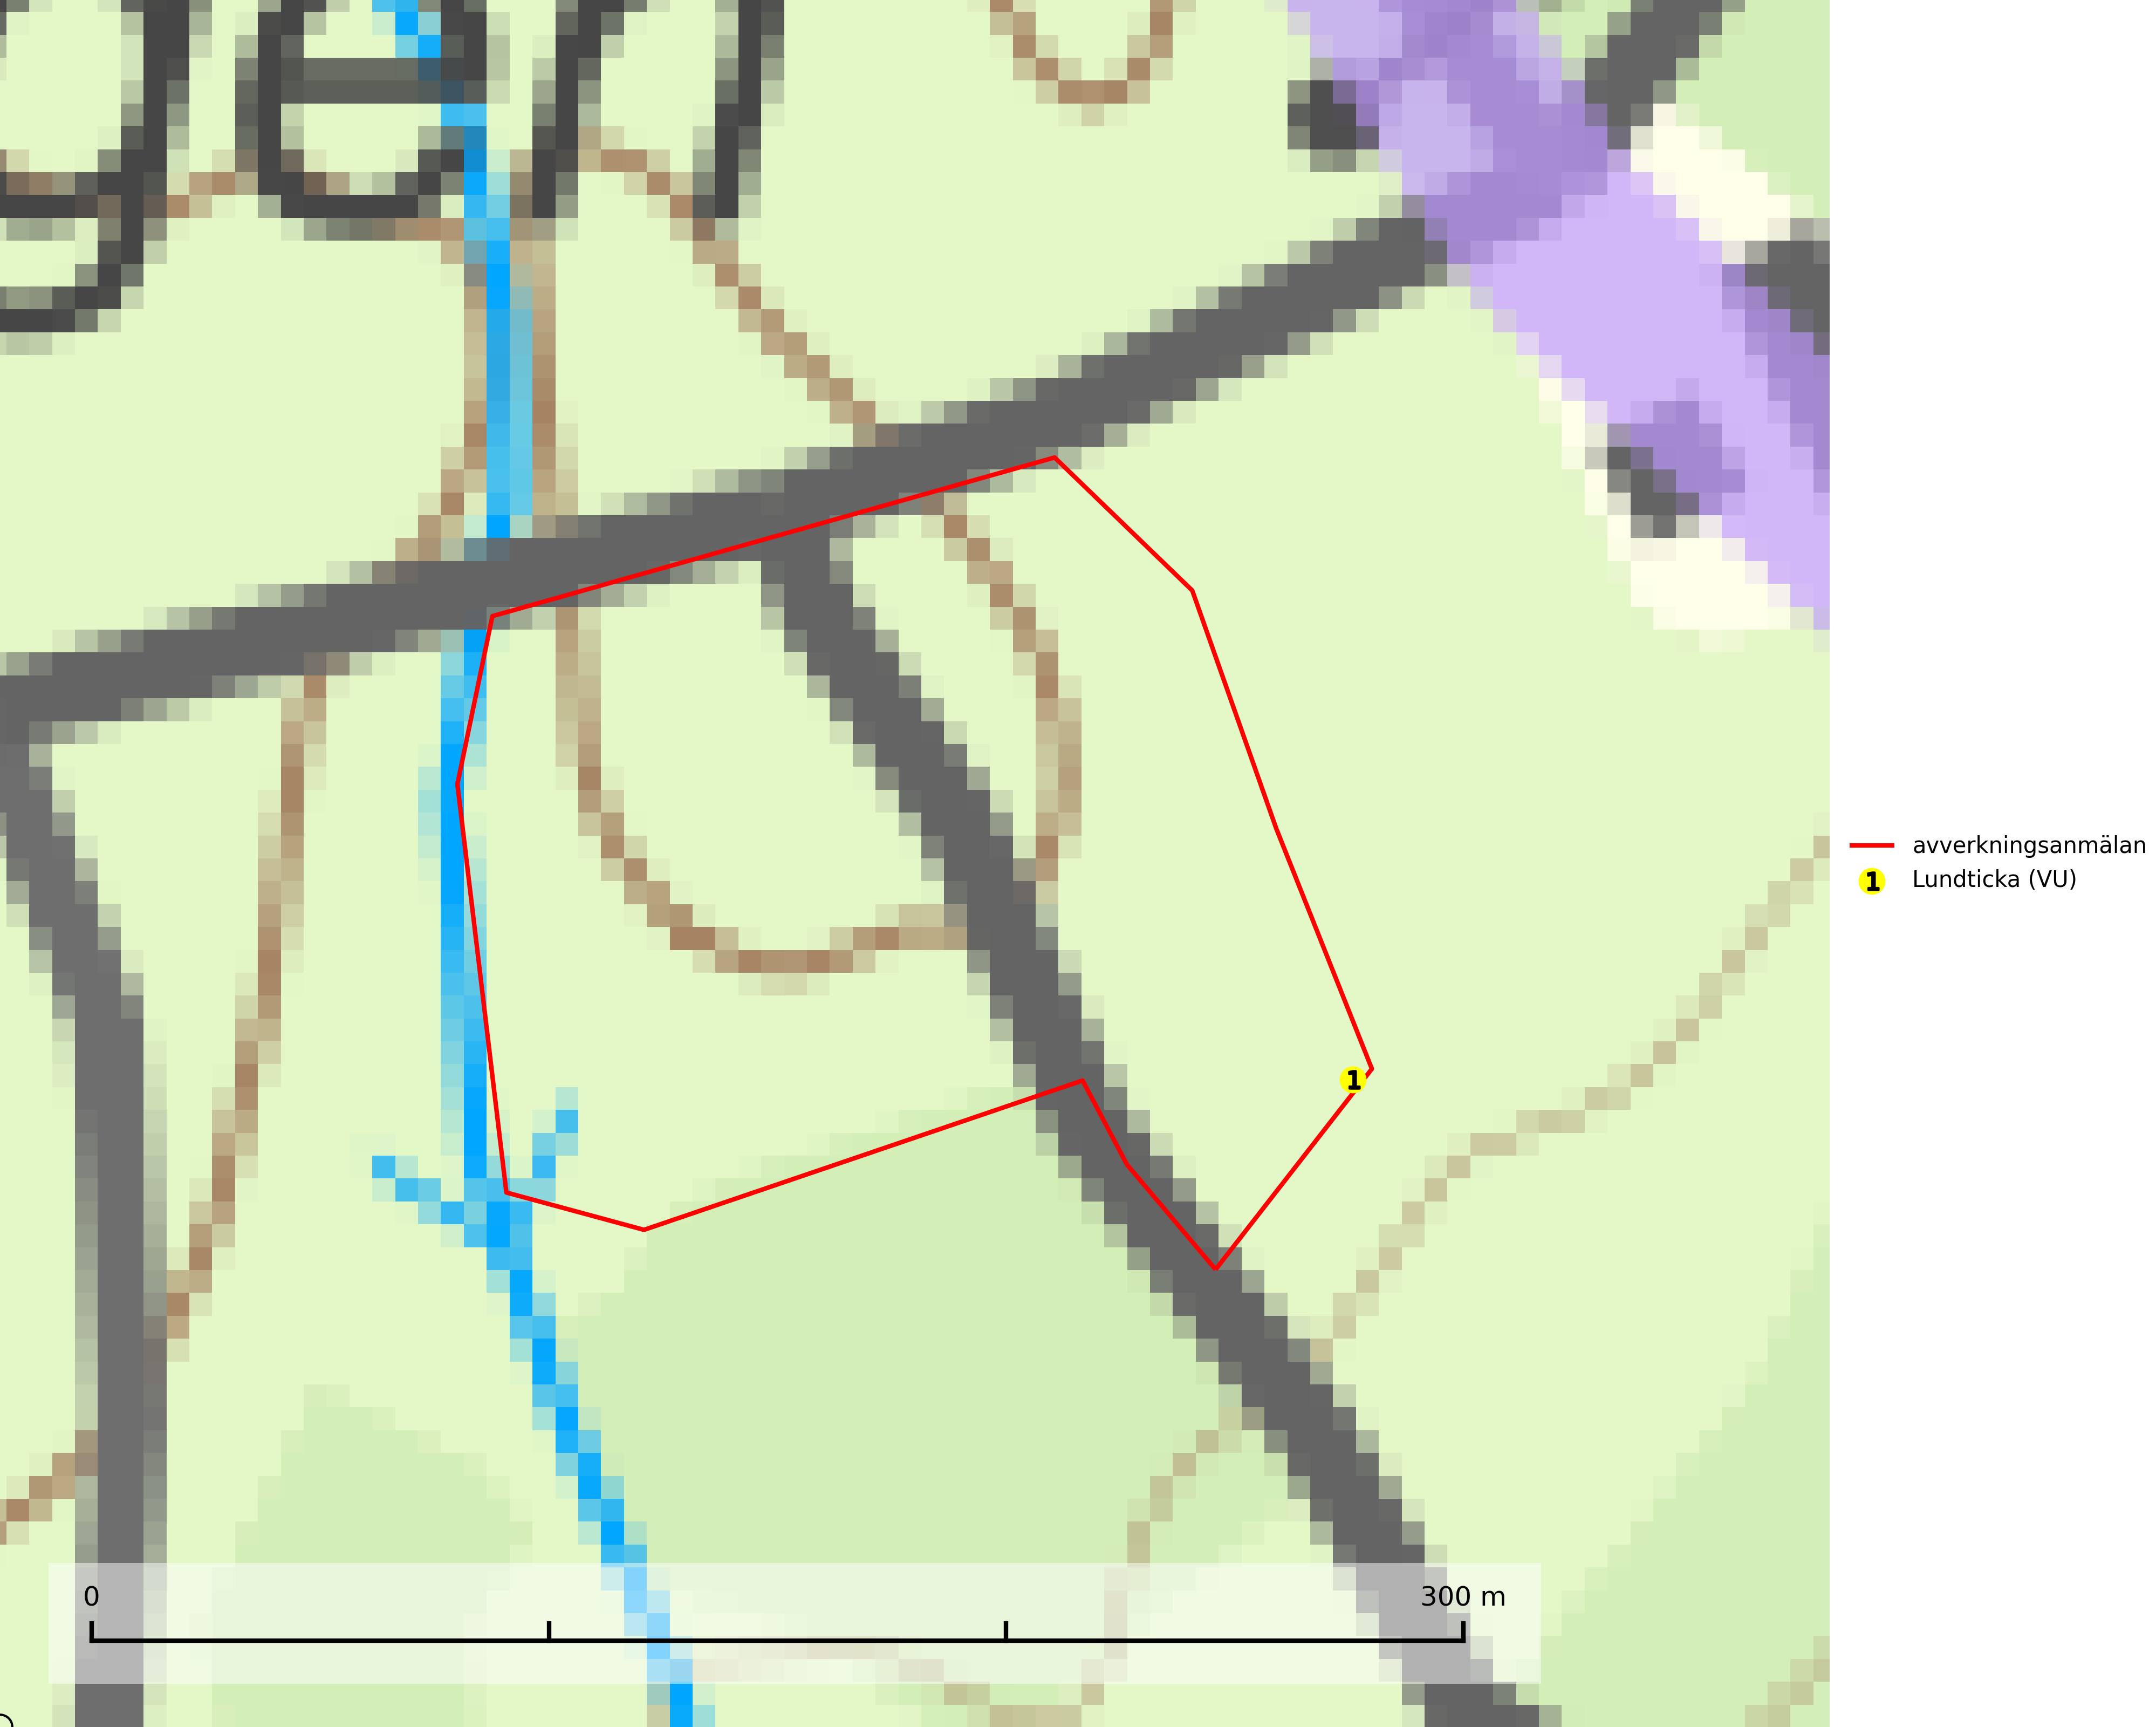 avverkningsanmälan
1 Lundticka (VU)
1
0 300 m